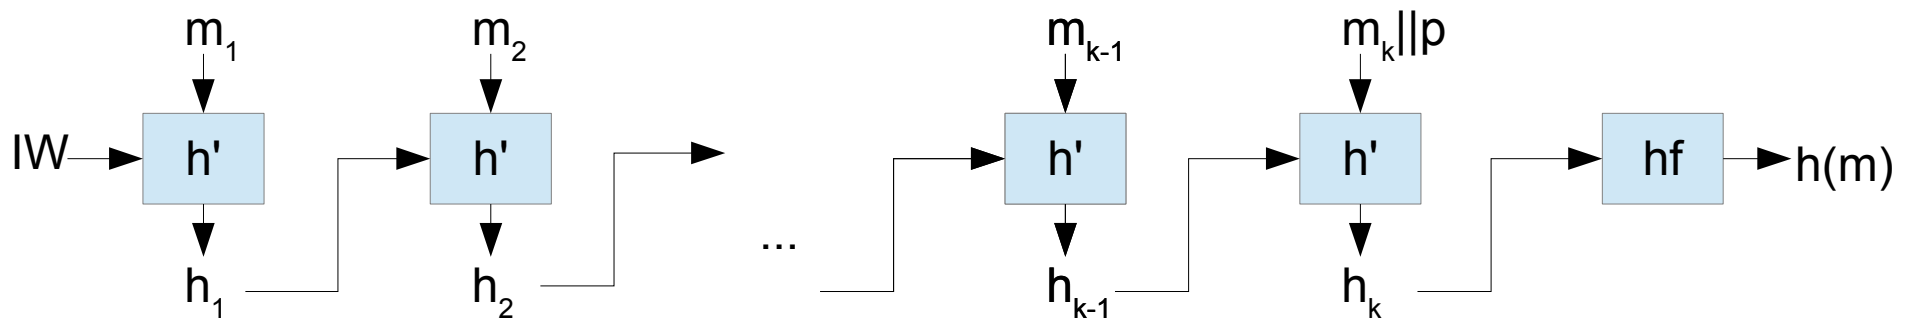 m₁ m₂ mₖ₋₁ mₖ||p
IW h' h' h' h' hf h(m)
...
h₁ h₂ hₖ₋₁ hₖ